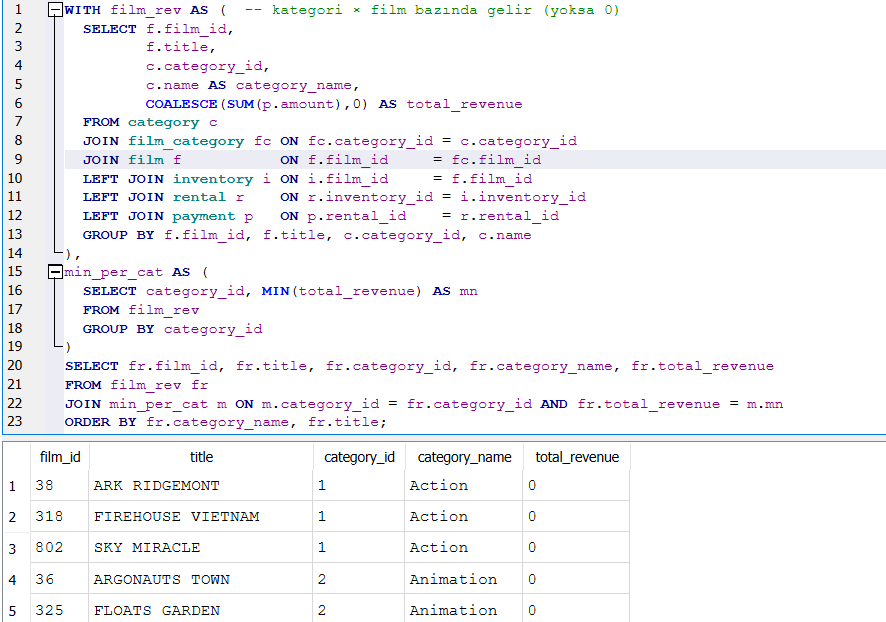 1 WITH film_rev AS (  -- kategori × film bazında gelir (yoksa 0)
2   SELECT f.film_id,
3          f.title,
4          c.category_id,
5          c.name AS category_name,
6          COALESCE(SUM(p.amount),0) AS total_revenue
7   FROM category c
8   JOIN film_category fc ON fc.category_id = c.category_id
9   JOIN film f           ON f.film_id     = fc.film_id
10   LEFT JOIN inventory i ON i.film_id     = f.film_id
11   LEFT JOIN rental r    ON r.inventory_id = i.inventory_id
12   LEFT JOIN payment p   ON p.rental_id    = r.rental_id
13   GROUP BY f.film_id, f.title, c.category_id, c.name
14 ),
15 min_per_cat AS (
16   SELECT category_id, MIN(total_revenue) AS mn
17   FROM film_rev
18   GROUP BY category_id
19 )
20 SELECT fr.film_id, fr.title, fr.category_id, fr.category_name, fr.total_revenue
21 FROM film_rev fr
22 JOIN min_per_cat m ON m.category_id = fr.category_id AND fr.total_revenue = m.mn
23 ORDER BY fr.category_name, fr.title;
film_id title category_id category_name total_revenue
1 38 ARK RIDGEMONT 1 Action 0
2 318 FIREHOUSE VIETNAM 1 Action 0
3 802 SKY MIRACLE 1 Action 0
4 36 ARGONAUTS TOWN 2 Animation 0
5 325 FLOATS GARDEN 2 Animation 0